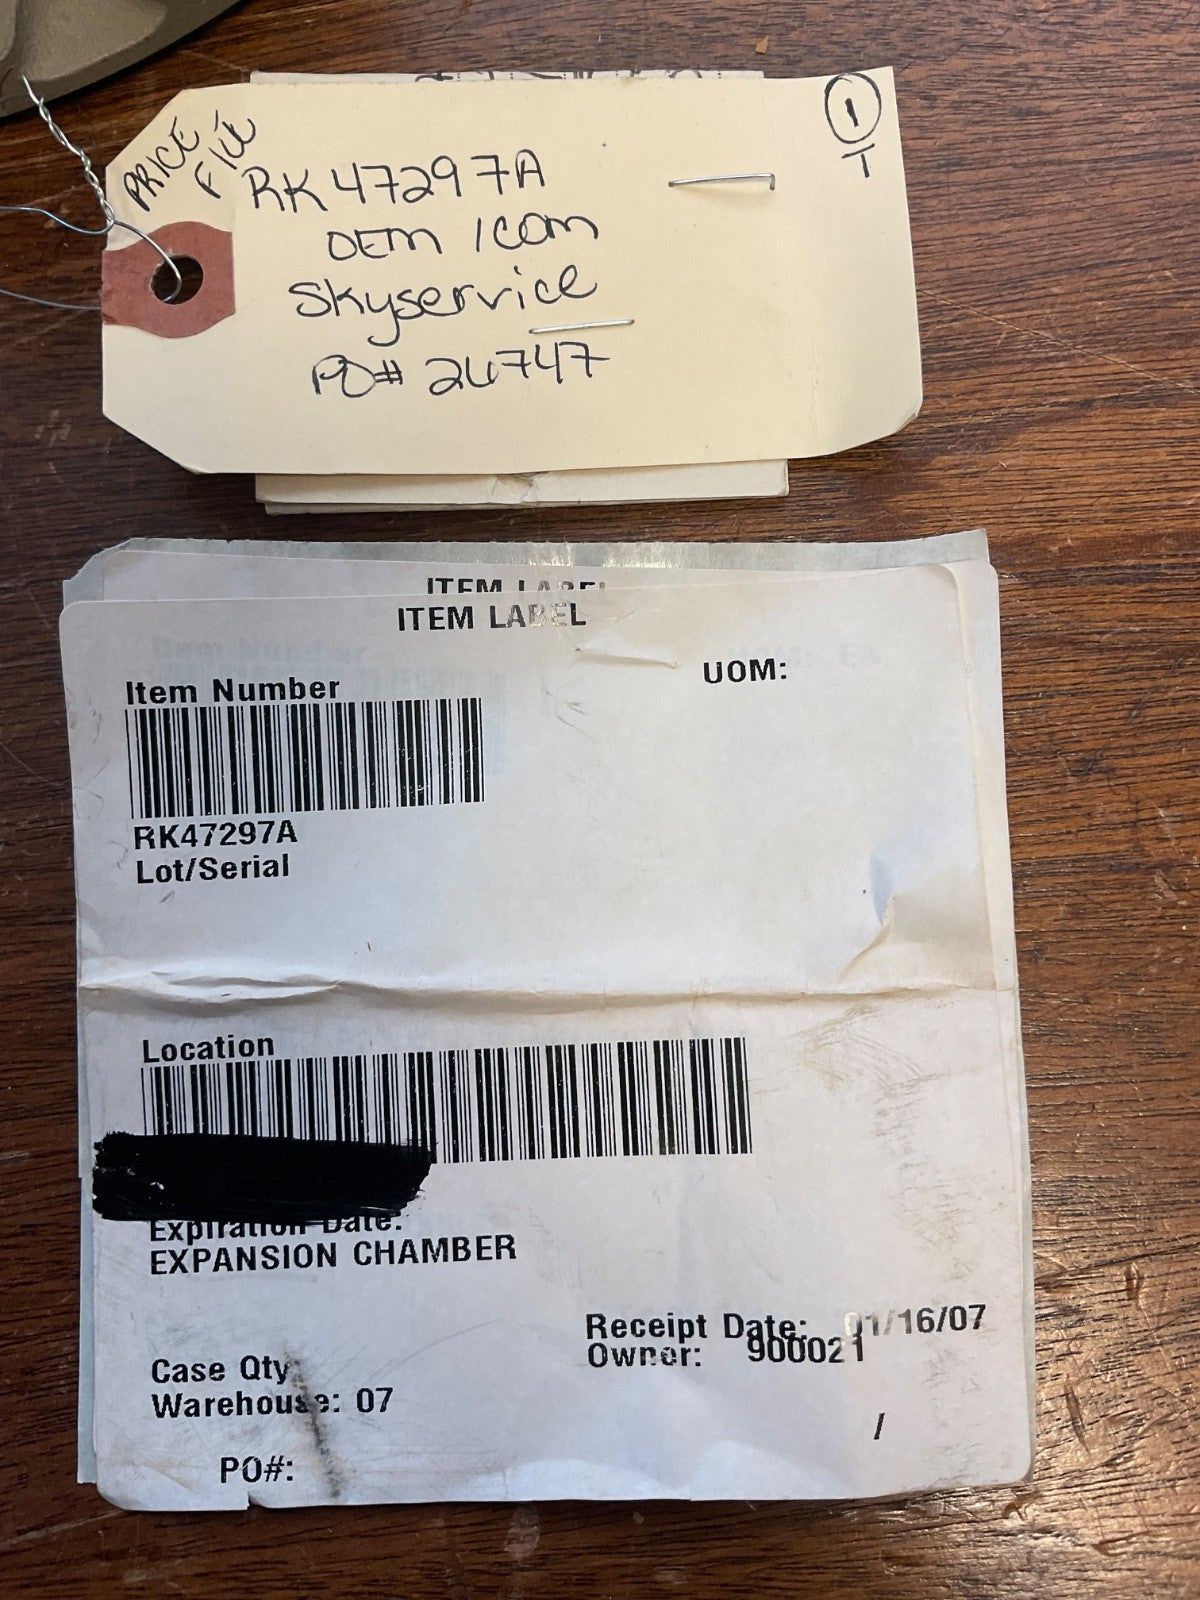 PRICE
FILE
1
T
RK47297A
OEM ICOM
Skyservice
PO# 26747
ITEM LABEL
ITEM LABEL
UOM:
Item Number
RK47297A
Lot/Serial
Location
Expiration Date:
EXPANSION CHAMBER
Receipt Date: 01/16/07
Owner: 900021
Case Qty:
Warehouse: 07
/
PO#: